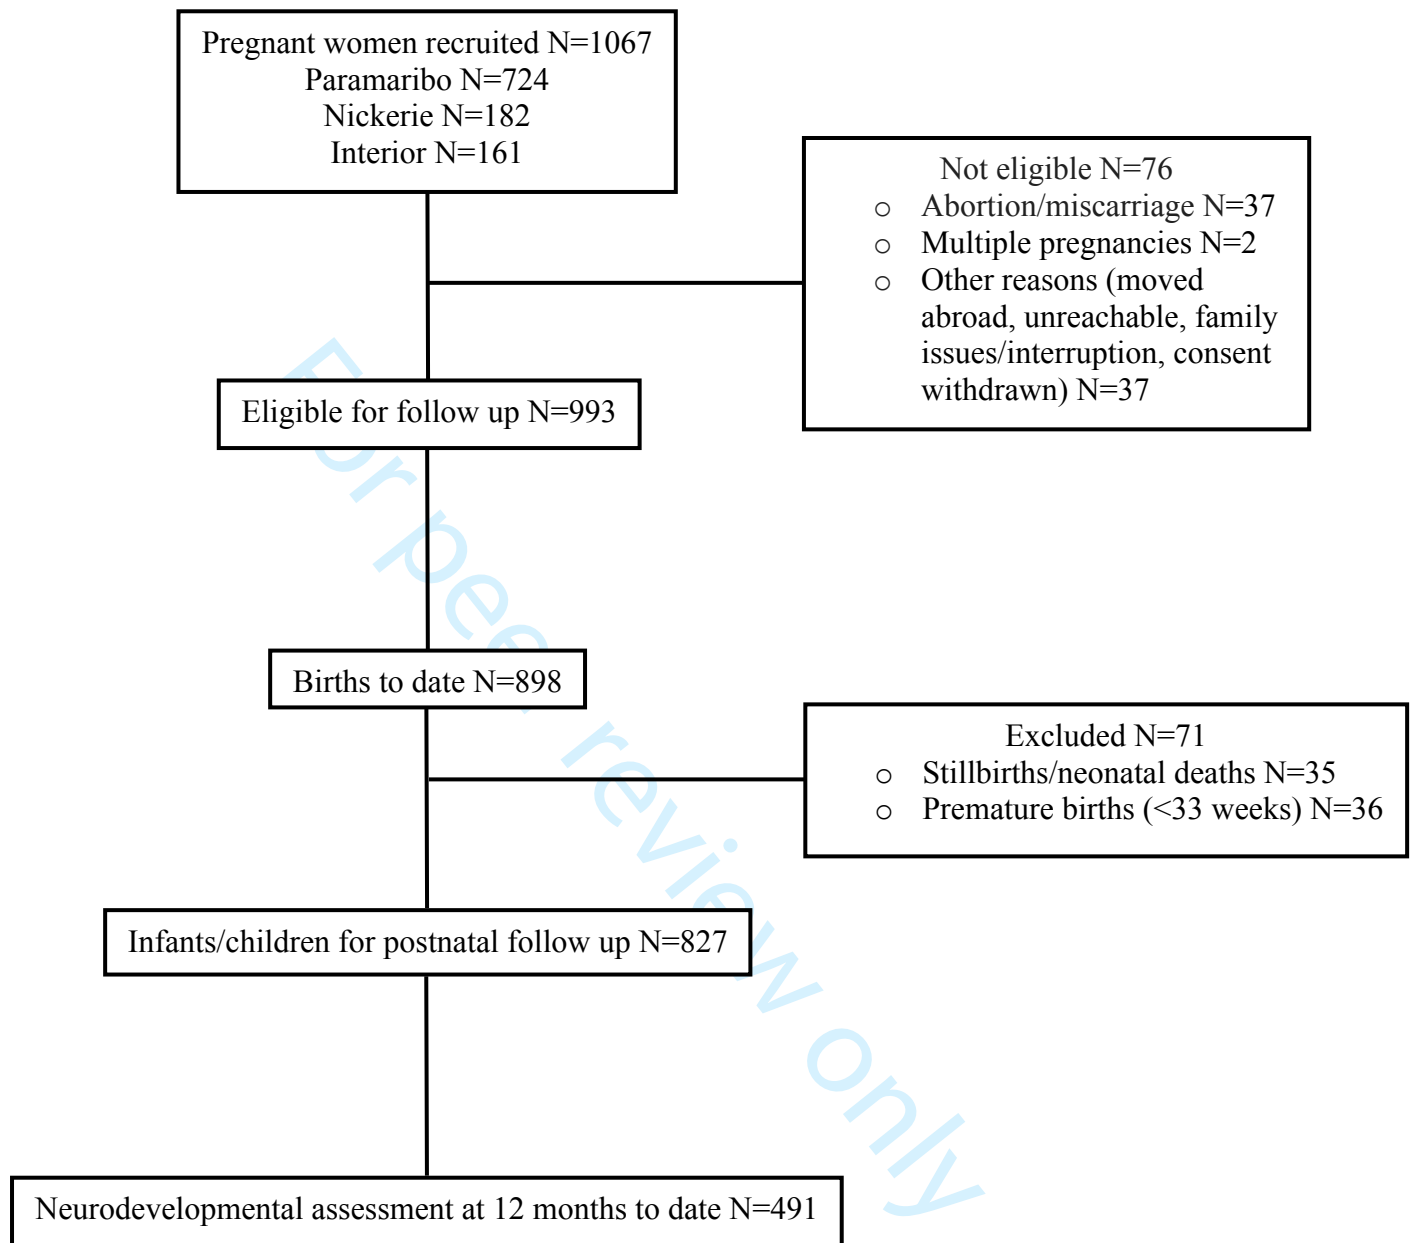 Pregnant women recruited N=1067
Paramaribo N=724
Nickerie N=182
Interior N=161
Not eligible N=76
o Abortion/miscarriage N=37
o Multiple pregnancies N=2
o Other reasons (moved
abroad, unreachable, family
issues/interruption, consent
withdrawn) N=37
Eligible for follow up N=993
Births to date N=898
Excluded N=71
o Stillbirths/neonatal deaths N=35
o Premature births (<33 weeks) N=36
Infants/children for postnatal follow up N=827
Neurodevelopmental assessment at 12 months to date N=491
For peer review only